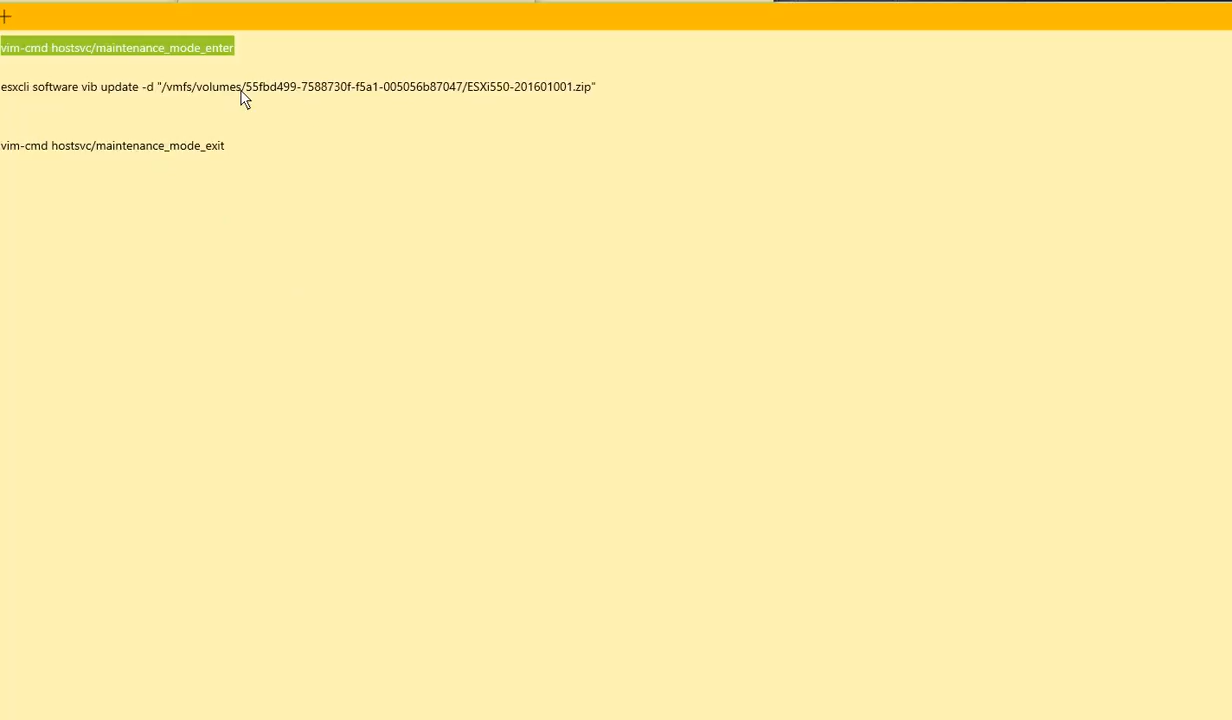 vim-cmd hostsvc/maintenance_mode_enter
esxcli software vib update -d "/vmfs/volumes/55fbd499-7588730f-f5a1-005056b87047/ESXi550-201601001.zip"
vim-cmd hostsvc/maintenance_mode_exit